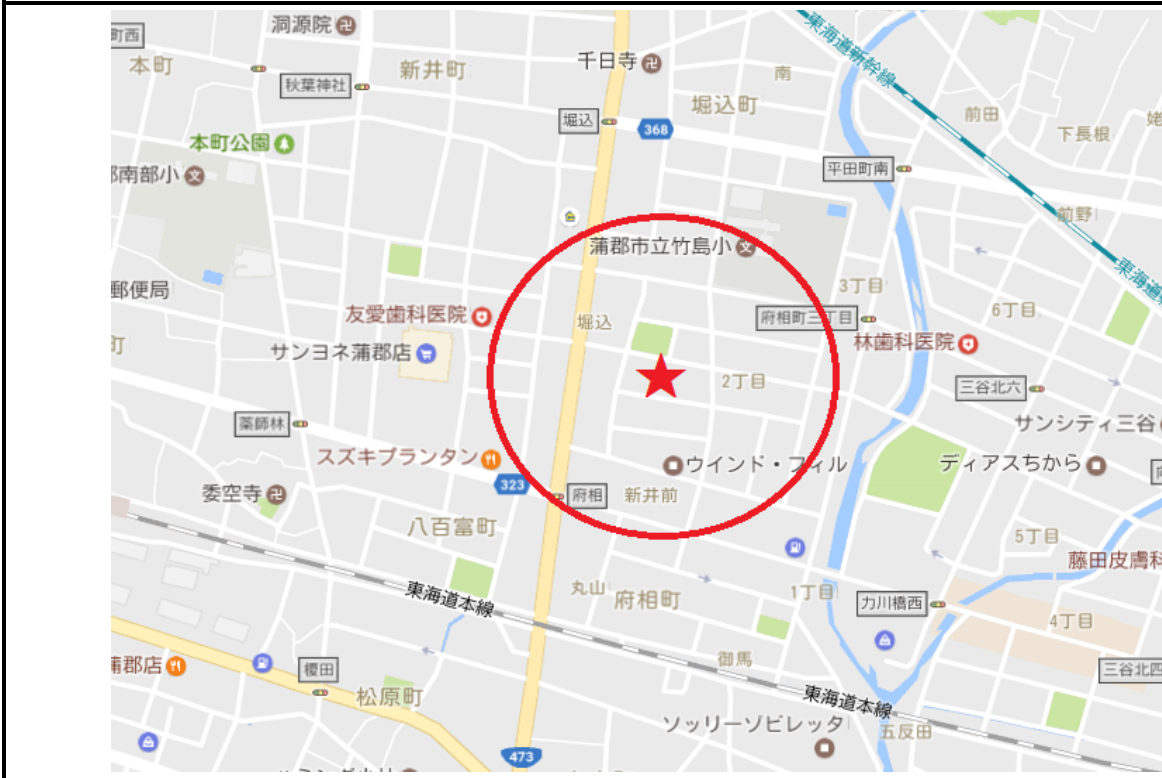 洞源院
東海道新幹線
町西
本町
千日寺
新井町
南
秋葉神社
堀込町
前田
堀込
368
下長根
本町公園
平田町南
部南部小
前野
蒲郡市立竹島小
東海道
郵便局
3丁目
6丁目
友愛歯科医院
堀込
府相町三丁目
町
サンヨネ蒲郡店
林歯科医院
2丁目
三谷北六
薬師林
サンシティ三谷
スズキプランタン
ウインド・フィル
ディアスちから
323
府相
新井前
委空寺
八百富町
5丁目
藤田皮膚科
東海道本線
丸山
府相町
1丁目
力川橋西
4丁目
御馬
蒲郡店
榎田
三谷北四
松原町
東海道本線
ソッリーゾビレッタ
五反田
473